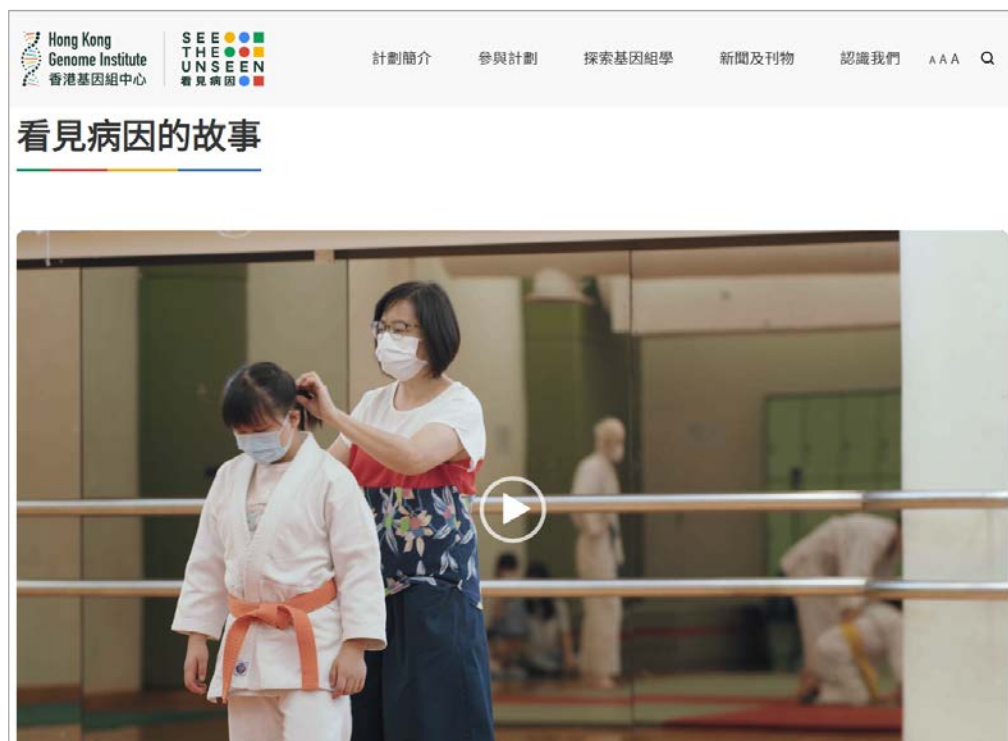 Hong Kong
Genome Institute
香港基因組中心
SEE
THE
UNSEEN
看見病因
計劃簡介 參與計劃 探索基因組學 新聞及刊物 認識我們 A A A
看見病因的故事